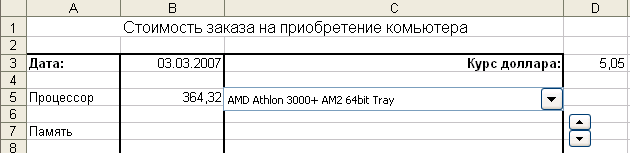 A B C D
1 Стоимость заказа на приобретение комьютера
2
3 Дата: 03.03.2007 Курс доллара: 5,05
4
5 Процессор 364,32 AMD Athlon 3000+ AM2 64bit Tray
6
7 Память
8